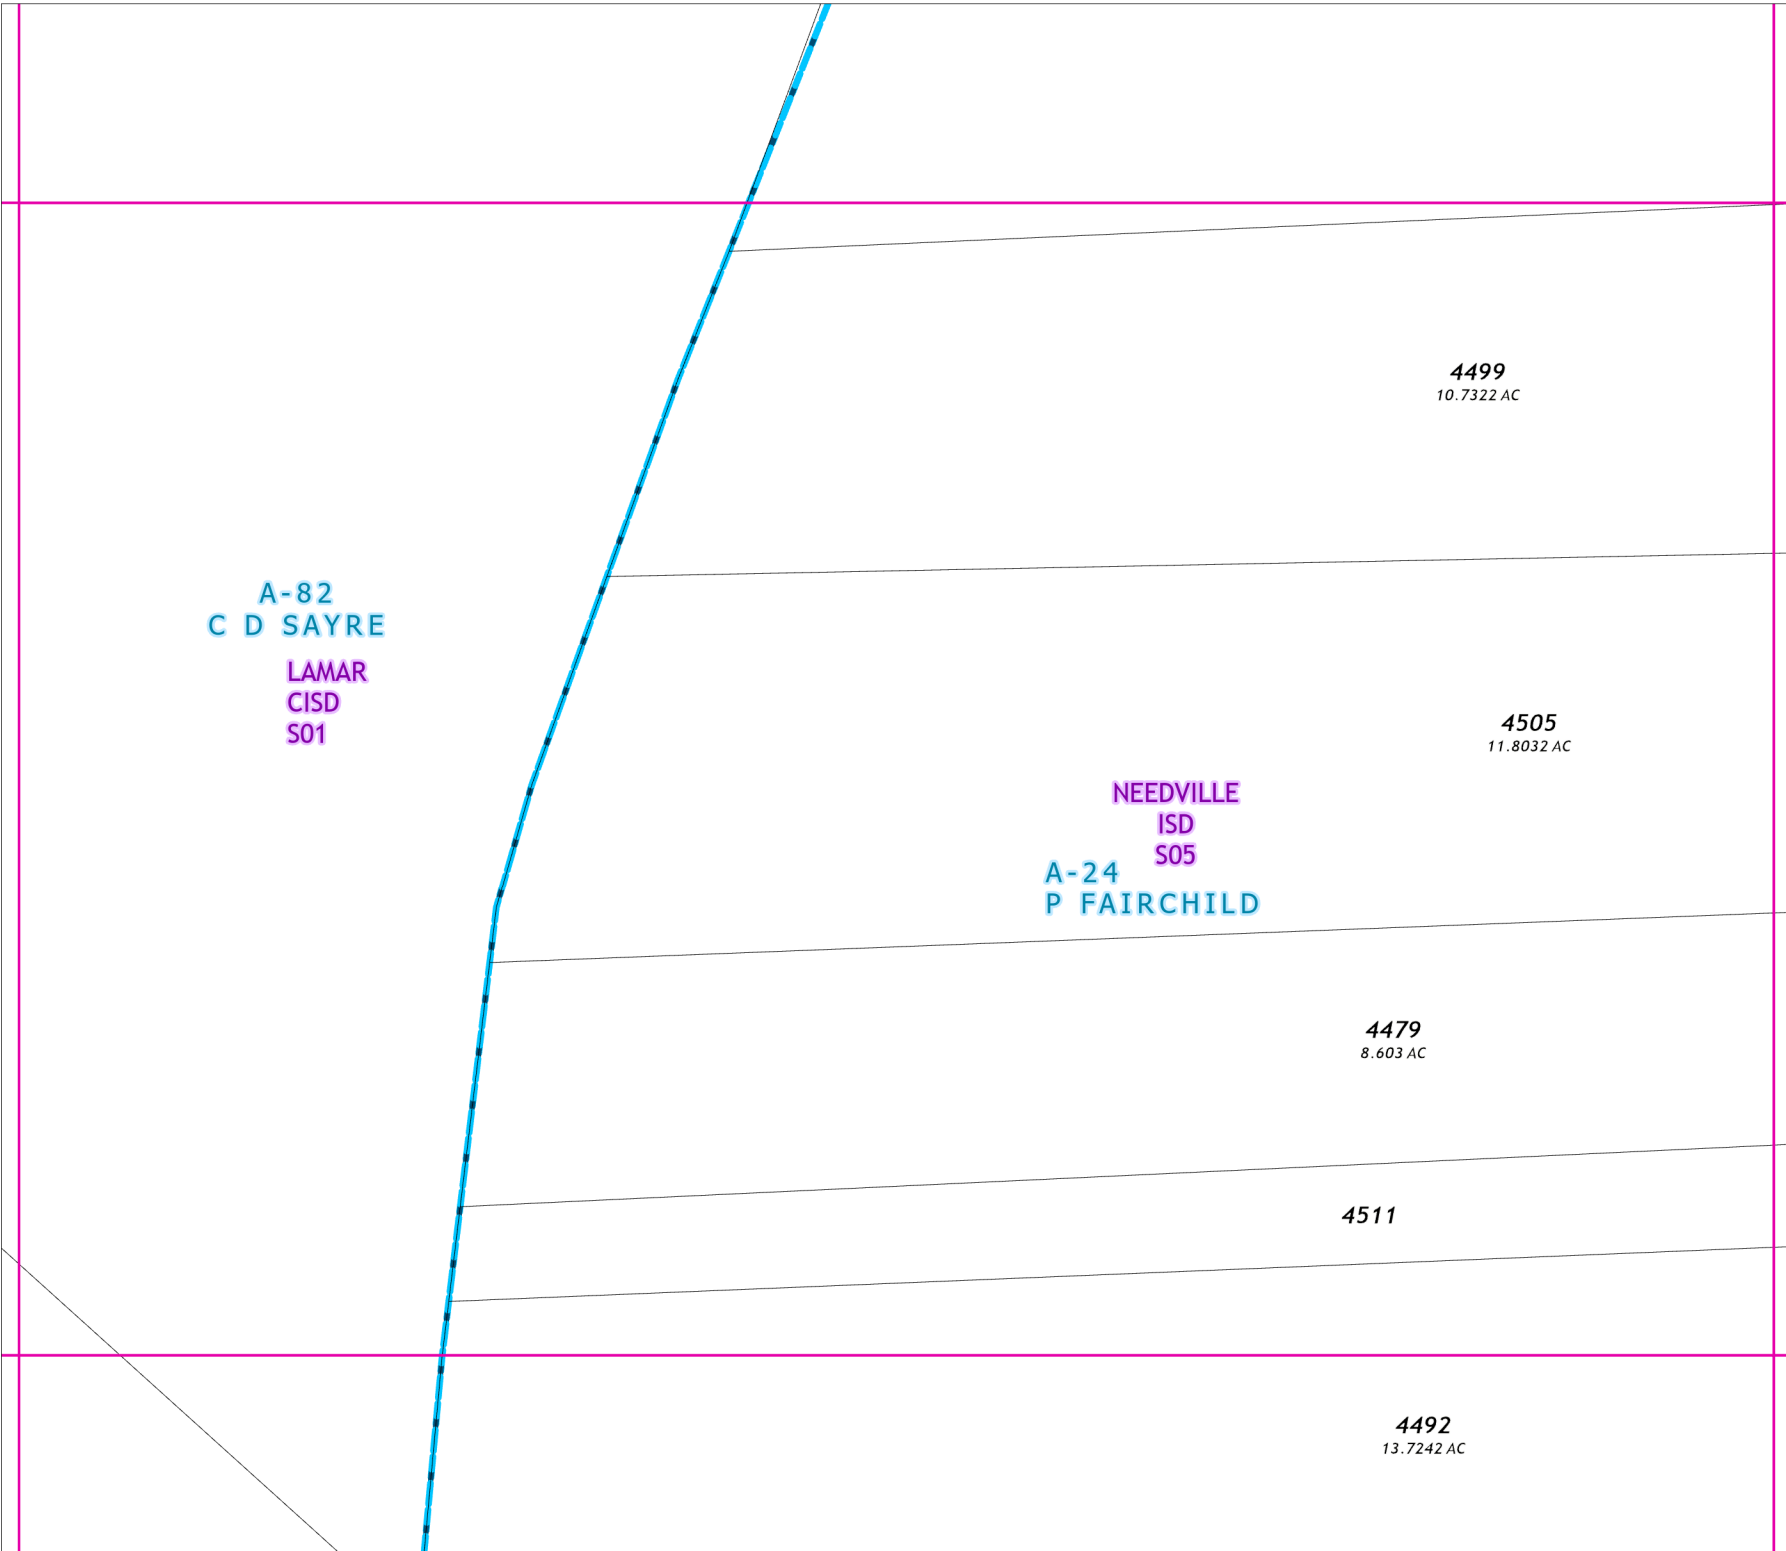 4499
10.7322 AC
A-82
C D SAYRE
LAMAR
CISD
S01
4505
11.8032 AC
NEEDVILLE
ISD
S05
A-24
P FAIRCHILD
4479
8.603 AC
4511
4492
13.7242 AC